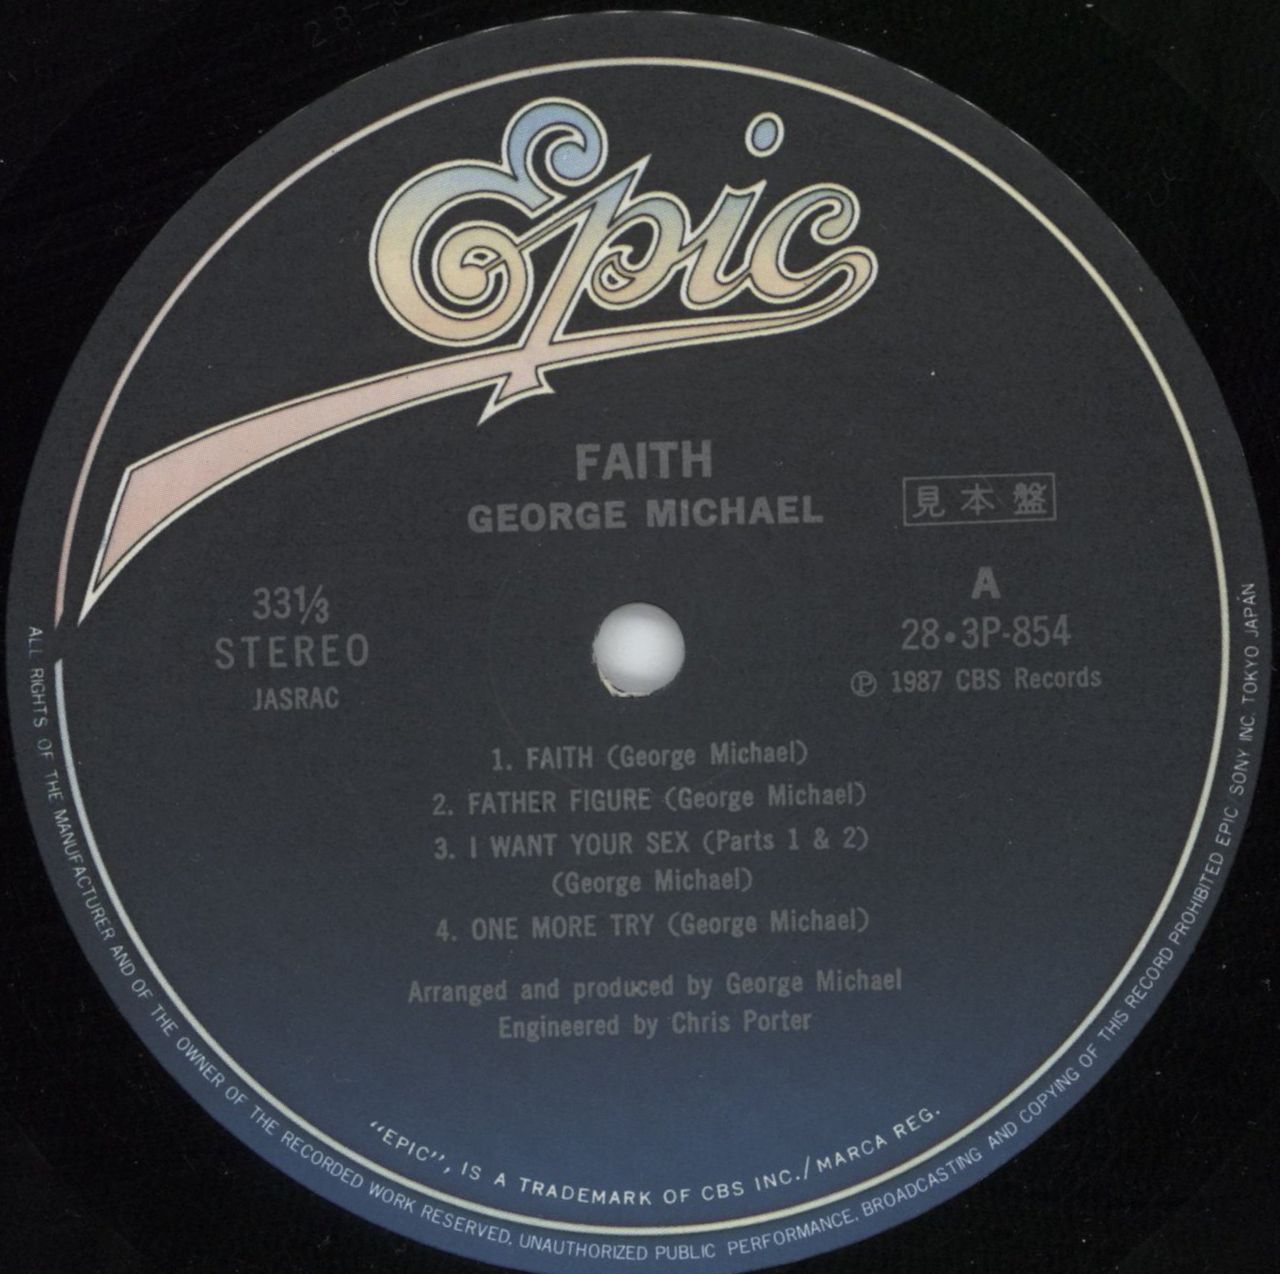 Epic
FAITH
GEORGE MICHAEL
見本盤
33⅓
STEREO
JASRAC
A
28・3P-854
Ⓟ 1987 CBS Records
1. FAITH (George Michael)
2. FATHER FIGURE (George Michael)
3. I WANT YOUR SEX (Parts 1 & 2)
(George Michael)
4. ONE MORE TRY (George Michael)
Arranged and produced by George Michael
Engineered by Chris Porter
"EPIC", IS A TRADEMARK OF CBS INC./MARCA REG.
ALL RIGHTS OF THE MANUFACTURER AND OF THE OWNER OF THE RECORDED WORK RESERVED. UNAUTHORIZED PUBLIC PERFORMANCE, BROADCASTING AND COPYING OF THIS RECORD PROHIBITED EPIC/SONY INC. TOKYO JAPAN